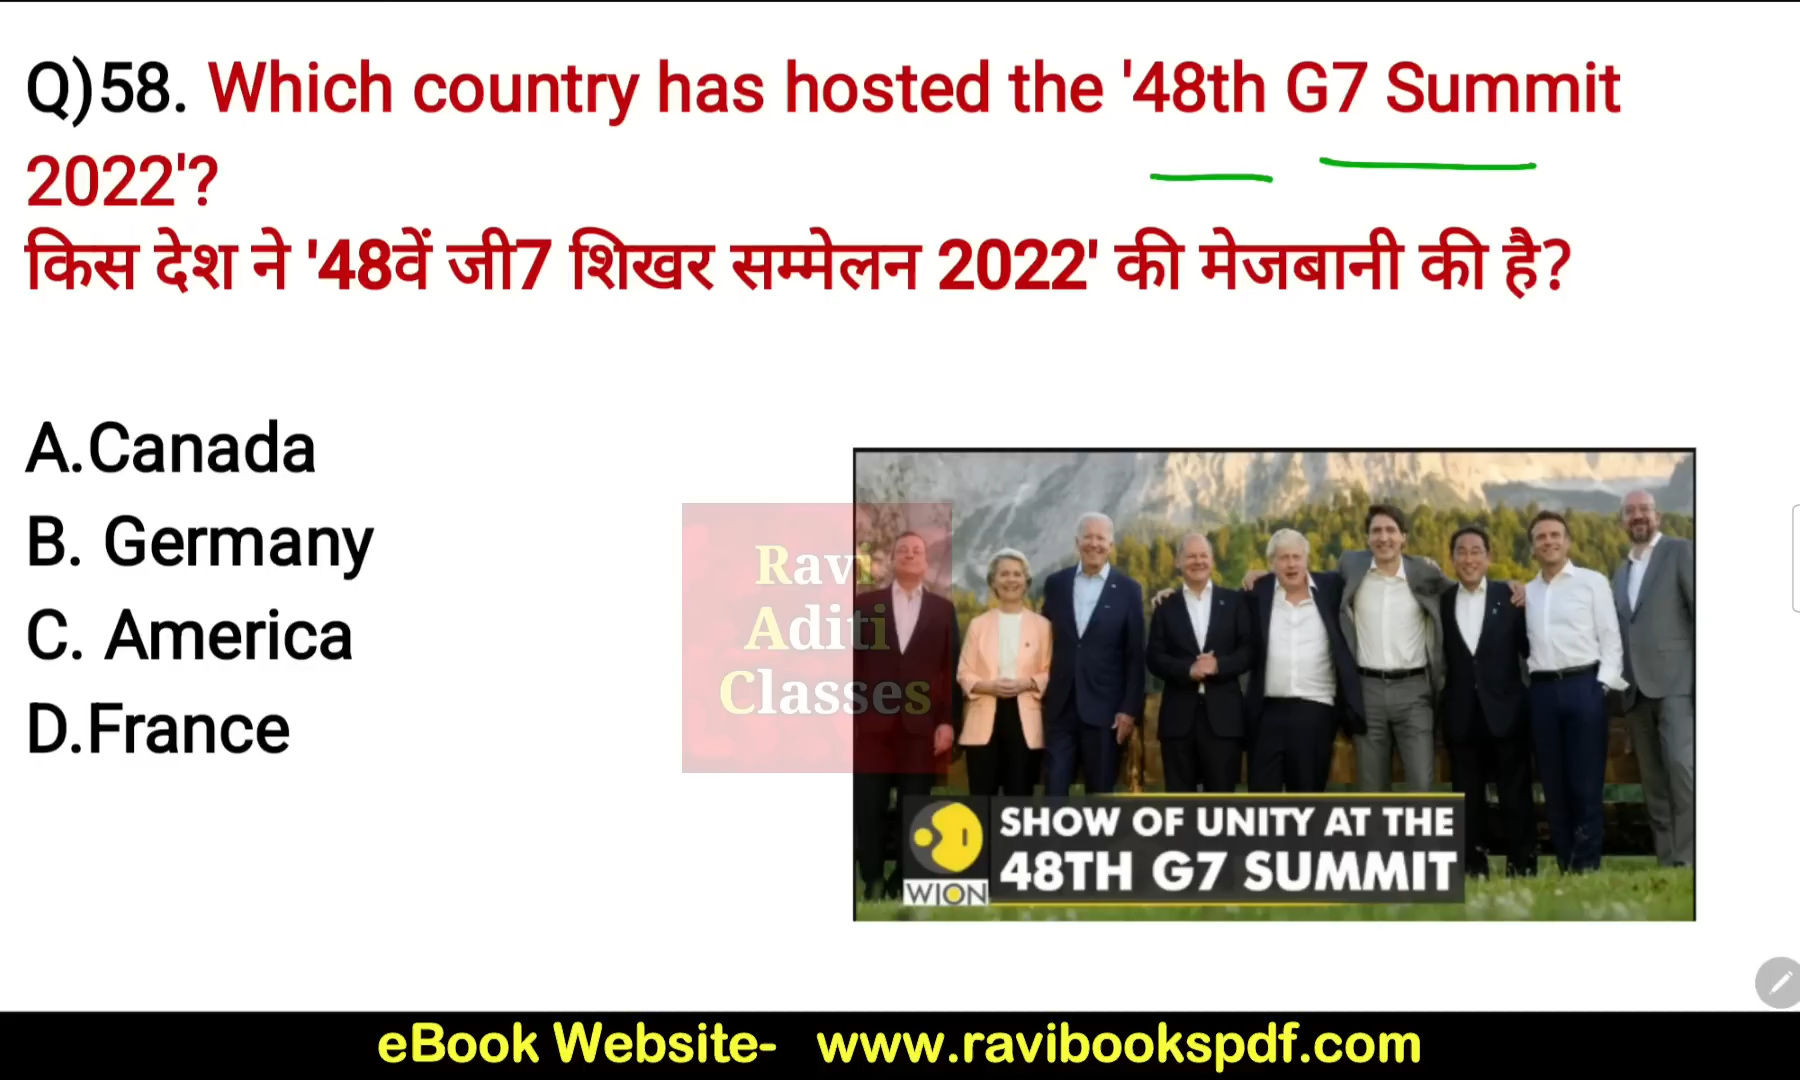 Q)58. Which country has hosted the '48th G7 Summit
2022'?
किस देश ने '48वें जी7 शिखर सम्मेलन 2022' की मेजबानी की है?
A.Canada
B. Germany
C. America
D.France
Ravi
Aditi
Classes
SHOW OF UNITY AT THE
48TH G7 SUMMIT
WION
eBook Website- www.ravibookspdf.com